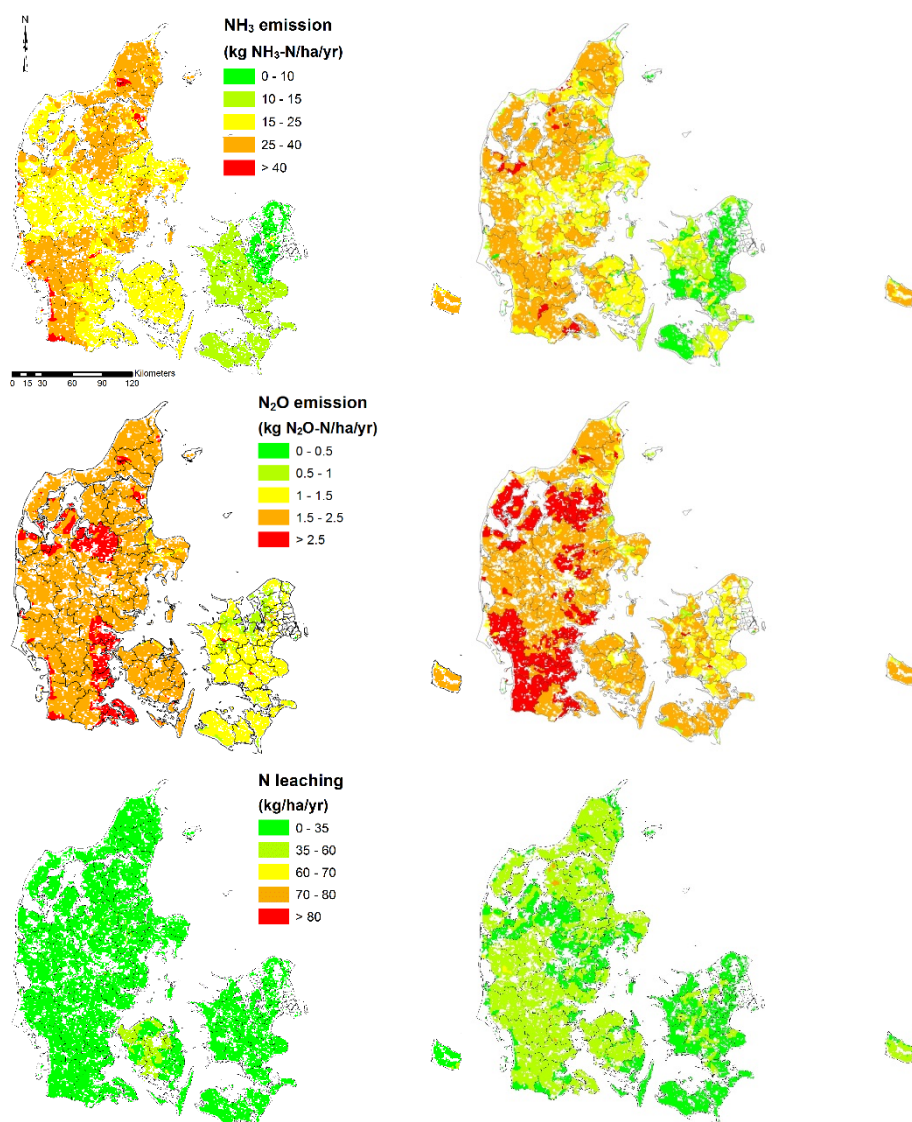 N
NH₃ emission
(kg NH₃-N/ha/yr)
0 - 10
10 - 15
15 - 25
25 - 40
> 40
Kilometers
0 15 30 60 90 120
N₂O emission
(kg N₂O-N/ha/yr)
0 - 0.5
0.5 - 1
1 - 1.5
1.5 - 2.5
> 2.5
N leaching
(kg/ha/yr)
0 - 35
35 - 60
60 - 70
70 - 80
> 80